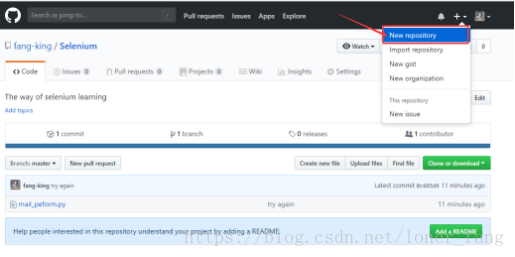 Search or jump to...
Pull requests Issues Apps Explore
New repository
Import repository
New gist
New organization
This repository
New issue
fang-king / Selenium
Watch
0
Code
Issues 0
Pull requests 0
Projects 0
Wiki
Insights
Settings
The way of selenium learning
Edit
Add topics
1 commit
1 branch
0 releases
1 contributor
Branch: master
New pull request
Create new file
Upload files
Find file
Clone or download
fang-king try again
Latest commit 11 minutes ago
mail_peform.py
try again
11 minutes ago
Help people interested in this repository understand your project by adding a README.
Add a README
https://blog.csdn.net/loner_fang